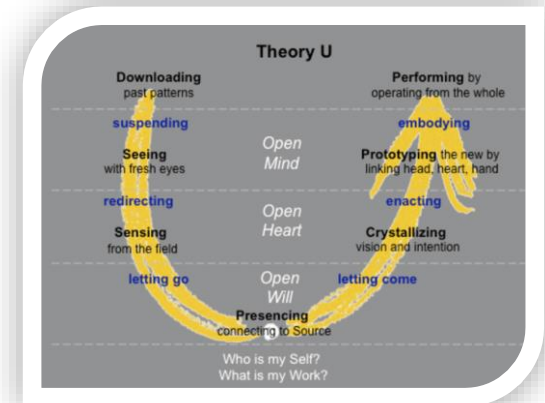 Theory U
Downloading
past patterns
Performing by
operating from the whole
suspending
embodying
Open
Mind
Seeing
with fresh eyes
Prototyping the new by
linking head, heart, hand
redirecting
enacting
Open
Heart
Sensing
from the field
Crystallizing
vision and intention
letting go
Open
Will
letting come
Presencing
connecting to Source
Who is my Self?
What is my Work?